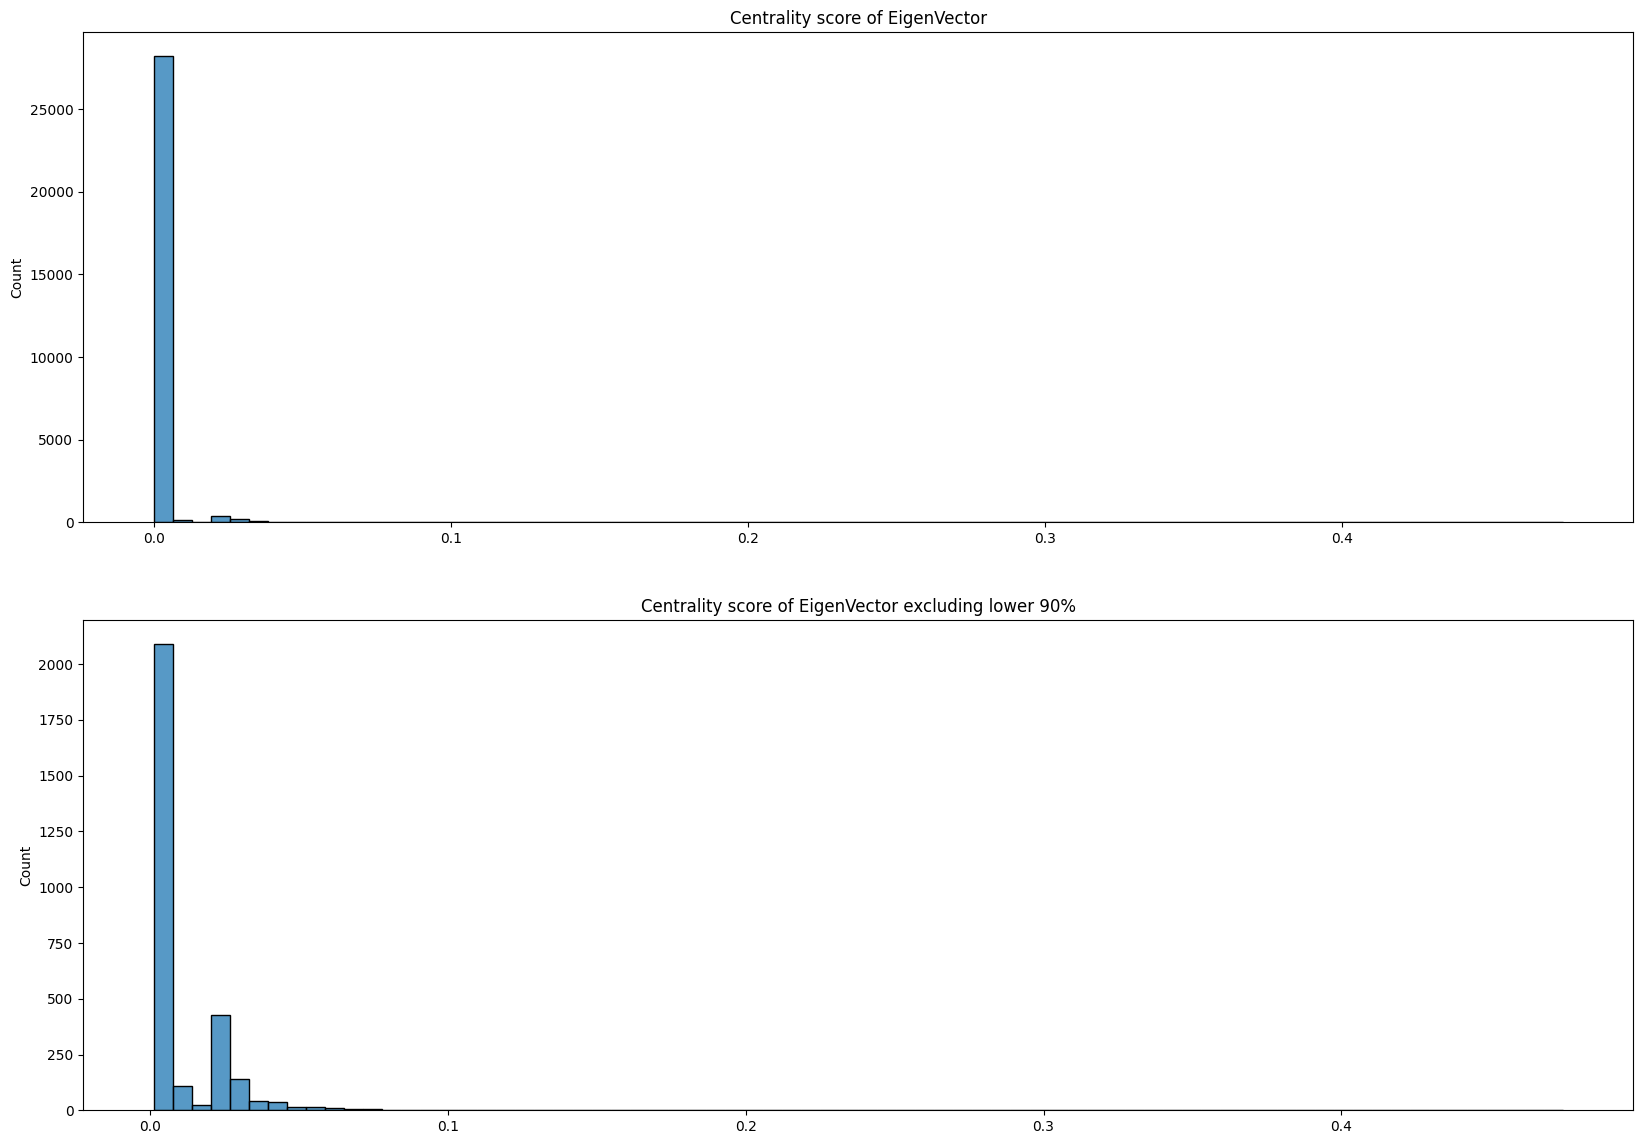 Centrality score of EigenVector
Count
25000
20000
15000
10000
5000
0
0.0 0.1 0.2 0.3 0.4
Centrality score of EigenVector excluding lower 90%
Count
2000
1750
1500
1250
1000
750
500
250
0
0.0 0.1 0.2 0.3 0.4